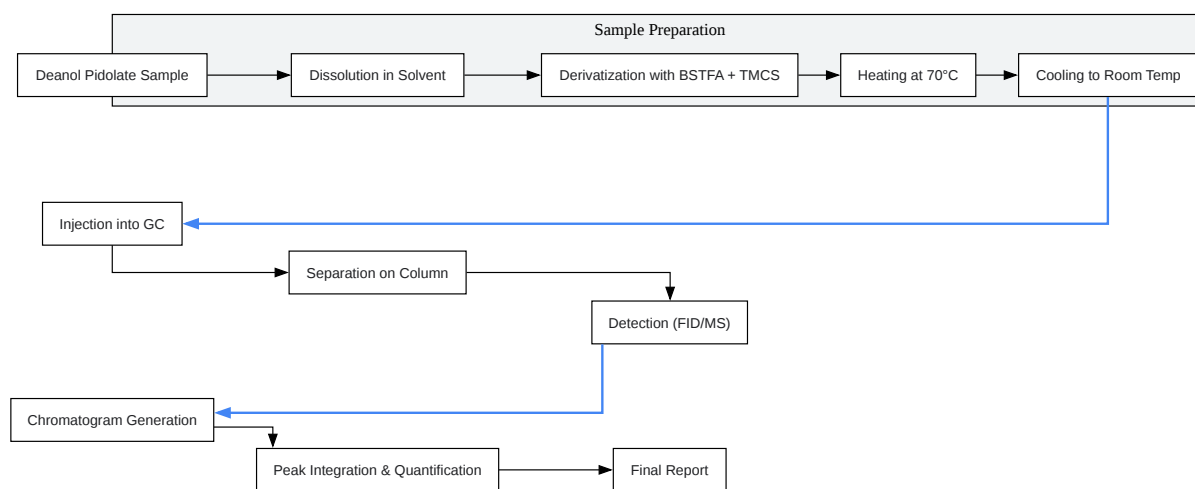 Sample Preparation
Deanol Pidolate Sample
Dissolution in Solvent
Derivatization with BSTFA + TMCS
Heating at 70°C
Cooling to Room Temp
Injection into GC
Separation on Column
Detection (FID/MS)
Chromatogram Generation
Peak Integration & Quantification
Final Report